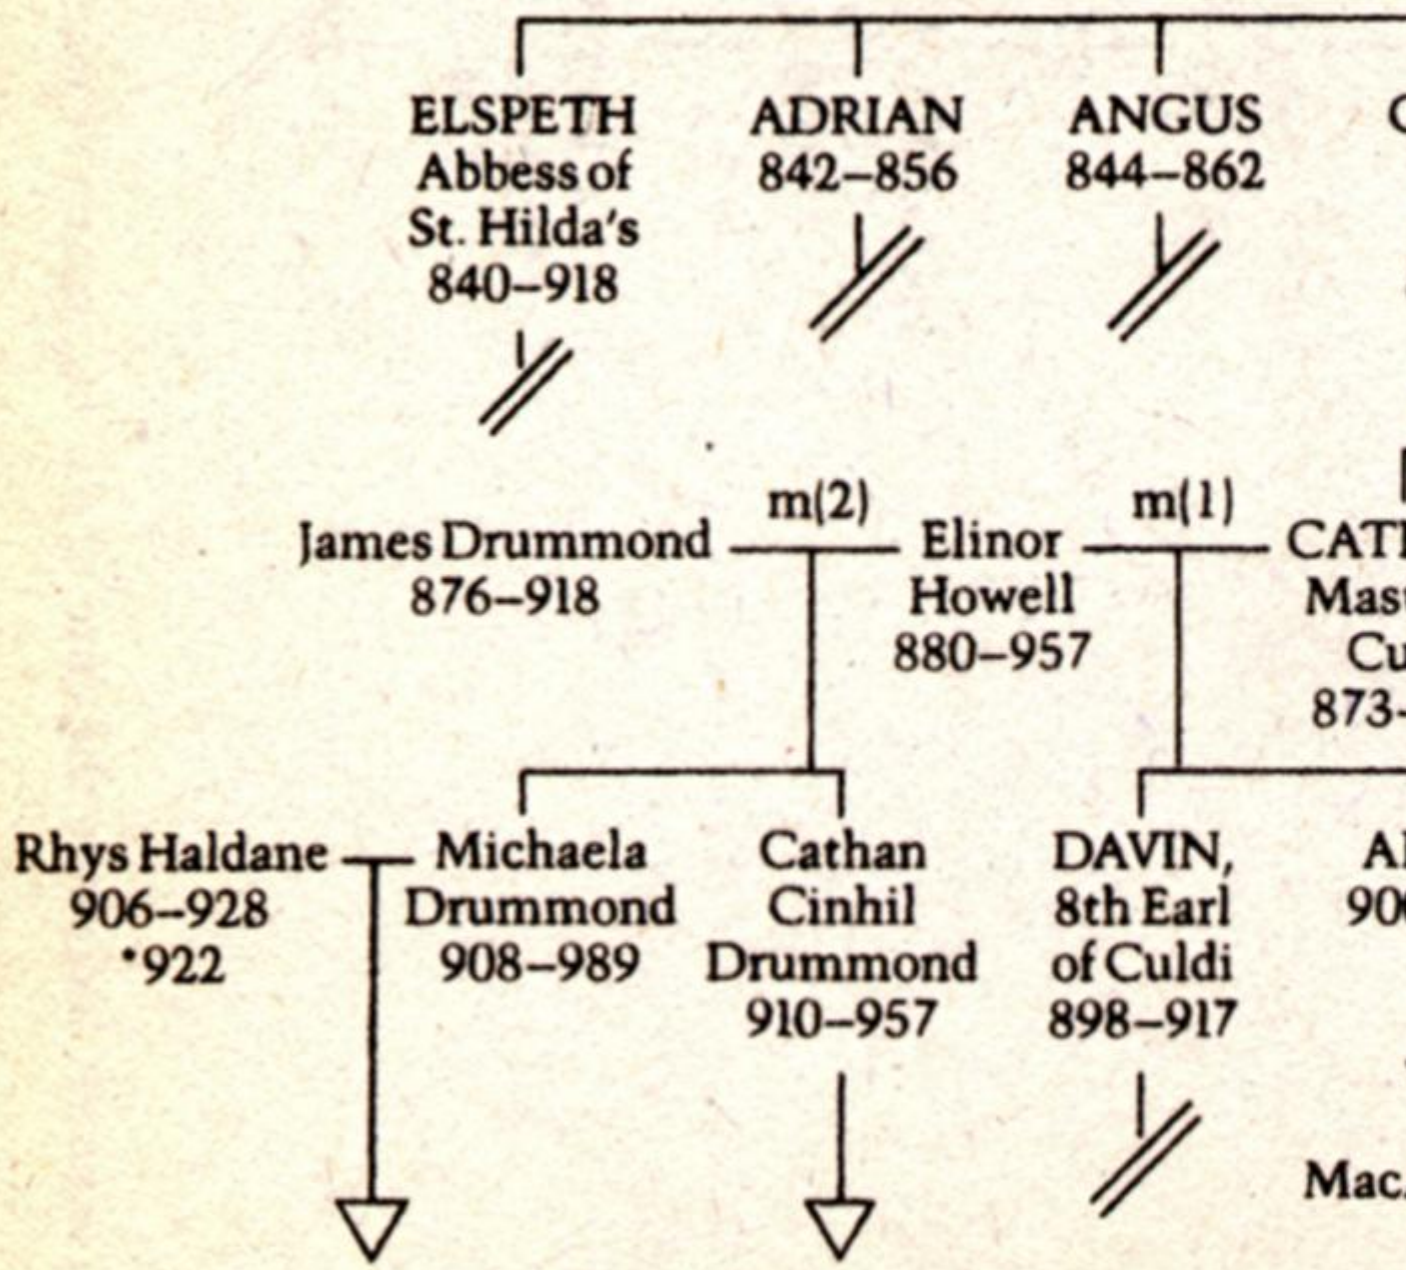 ELSPETH
Abbess of
St. Hilda's
840–918
ADRIAN
842–856
ANGUS
844–862
James Drummond
876–918
m(2)
Elinor
Howell
880–957
m(1)
873-
Rhys Haldane
906–928
*922
Michaela
Drummond
908–989
Cathan
Cinhil
Drummond
910–957
DAVIN,
8th Earl
of Culdi
898–917